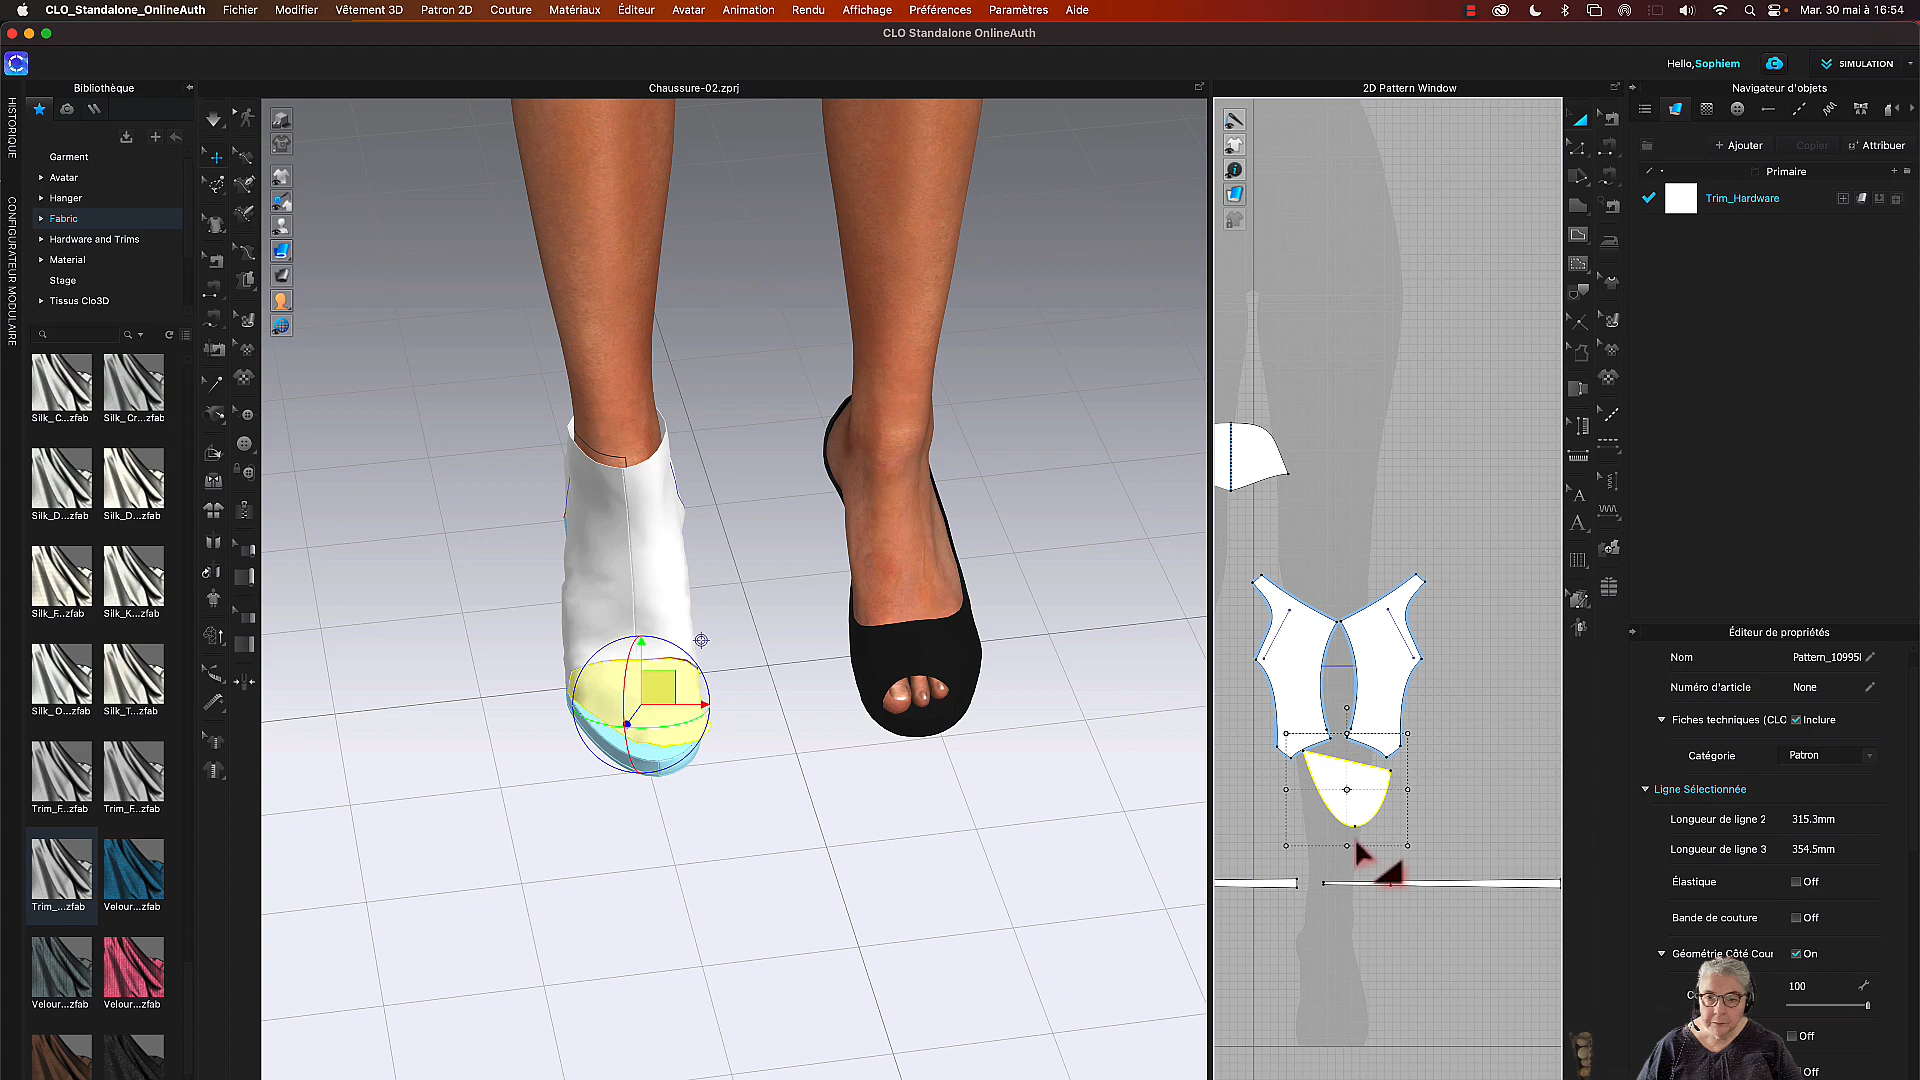 CLO_Standalone_OnlineAuth Fichier Modifier Vêtement 3D Patron 2D Couture Matériaux Éditeur Avatar Animation Rendu Affichage Préférences Paramètres Aide Mar. 30 mai à 16:54
CLO Standalone OnlineAuth
Hello,Sophiem SIMULATION
Bibliothèque
Chaussure-02.zprj
2D Pattern Window
Navigateur d'objets
HISTORIQUE
CONFIGURATEUR MODULAIRE
Garment
Avatar
Hanger
Fabric
Hardware and Trims
Material
Stage
Tissus Clo3D
Silk_C...zfab Silk_Cr...zfab
Silk_D...zfab Silk_D...zfab
Silk_F...zfab Silk_K...zfab
Silk_O...zfab Silk_T...zfab
Trim_F...zfab Trim_F...zfab
Trim_...zfab Velour...zfab
Velour...zfab Velour...zfab
+ Ajouter Copier Attribuer
Primaire
Trim_Hardware
Éditeur de propriétés
Nom Pattern_10995
Numéro d'article None
Fiches techniques (CLO Inclure
Catégorie Patron
Ligne Sélectionnée
Longueur de ligne 2 315.3mm
Longueur de ligne 3 354.5mm
Élastique Off
Bande de couture Off
Géométrie Côté Cour On
100
Off
Off